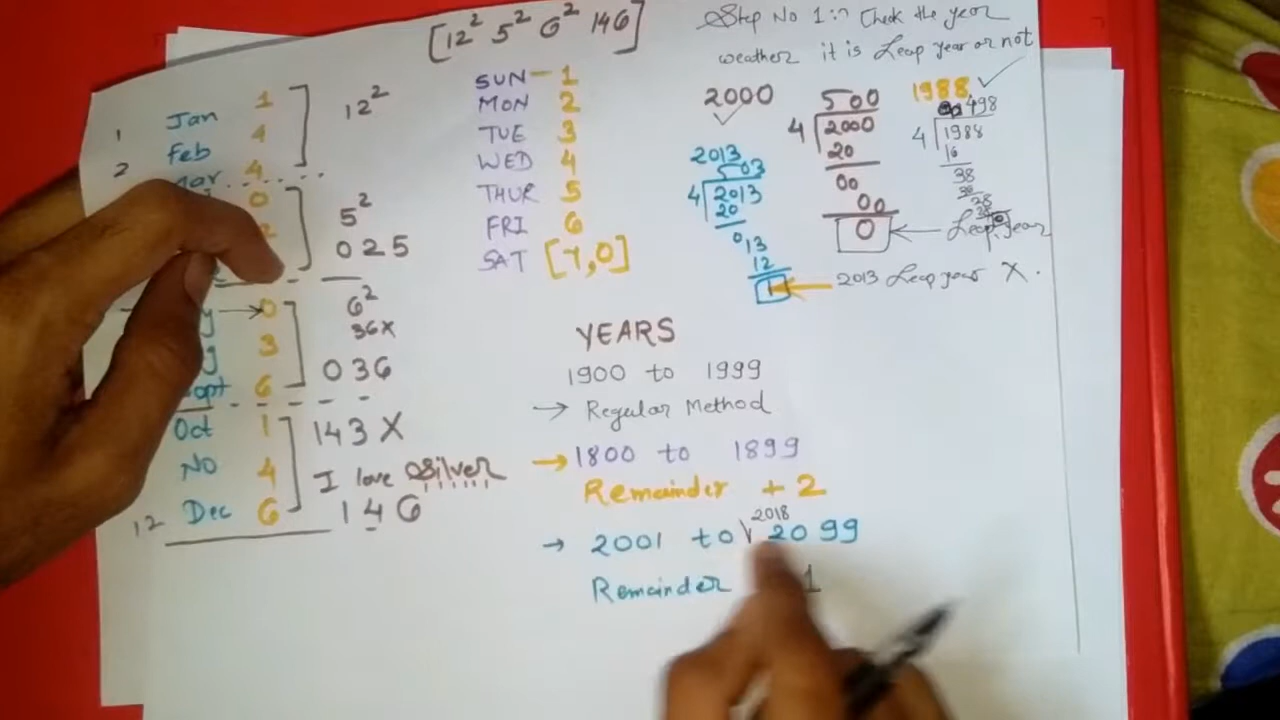 [12² 5² 6² 146]
1 Jan 1
2 Feb 4
Mar 4
12²
0
2
5²
025
0
3
6
6²
36X
036
Oct 1
No 4
12 Dec 6
143 X
I love Silver
146
SUN - 1
MON 2
TUE 3
WED 4
THUR 5
FRI 6
SAT [7,0]
Step No 1:- Check the year
weather it is Leap year or not
2000
500
4 2000
20
00
00
0
Leap year
1988
498
4 1988
16
38
28
2013
503
4 2013
20
013
12
1
2013 Leap year X.
YEARS
1900 to 1999
→ Regular Method
→ 1800 to 1899
Remainder + 2
2018
→ 2001 to 2099
Remainder 1